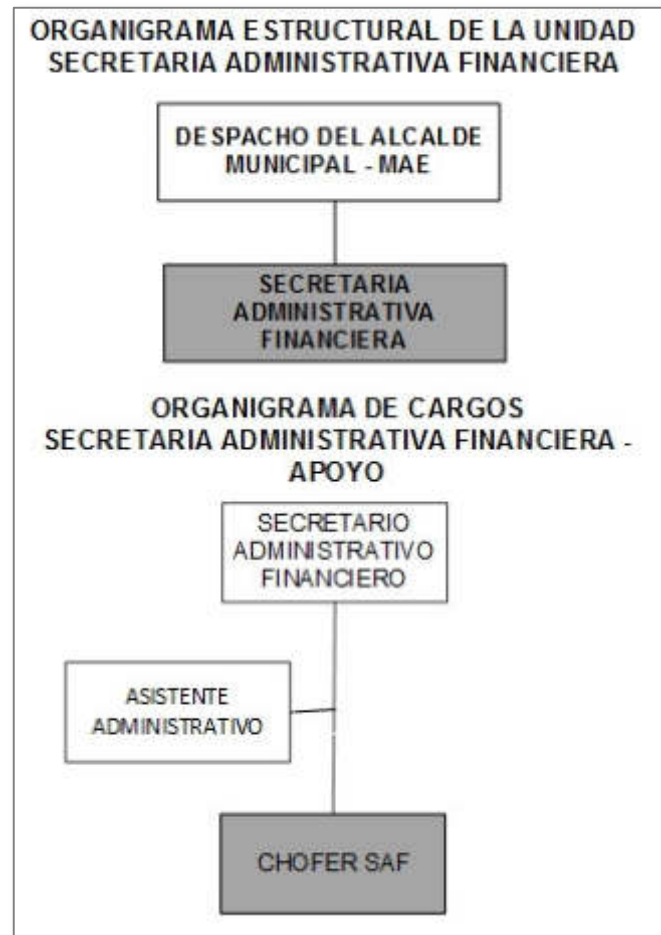 ORGANIGRAMA ESTRUCTURAL DE LA UNIDAD
SECRETARIA ADMINISTRATIVA FINANCIERA
DESPACHO DEL ALCALDE
MUNICIPAL - MAE
SECRETARIA
ADMINISTRATIVA
FINANCIERA
ORGANIGRAMA DE CARGOS
SECRETARIA ADMINISTRATIVA FINANCIERA -
APOYO
SECRETARIO
ADMINISTRATIVO
FINANCIERO
ASISTENTE
ADMINISTRATIVO
CHOFER SAF